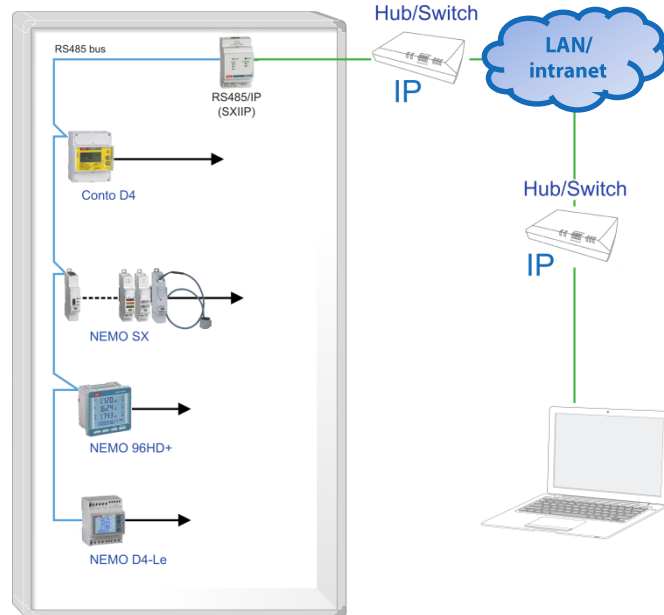 Hub/Switch
RS485 bus
LAN/
intranet
IP
RS485/IP
(SXIIP)
Conto D4
Hub/Switch
IP
NEMO SX
NEMO 96HD+
NEMO D4-Le